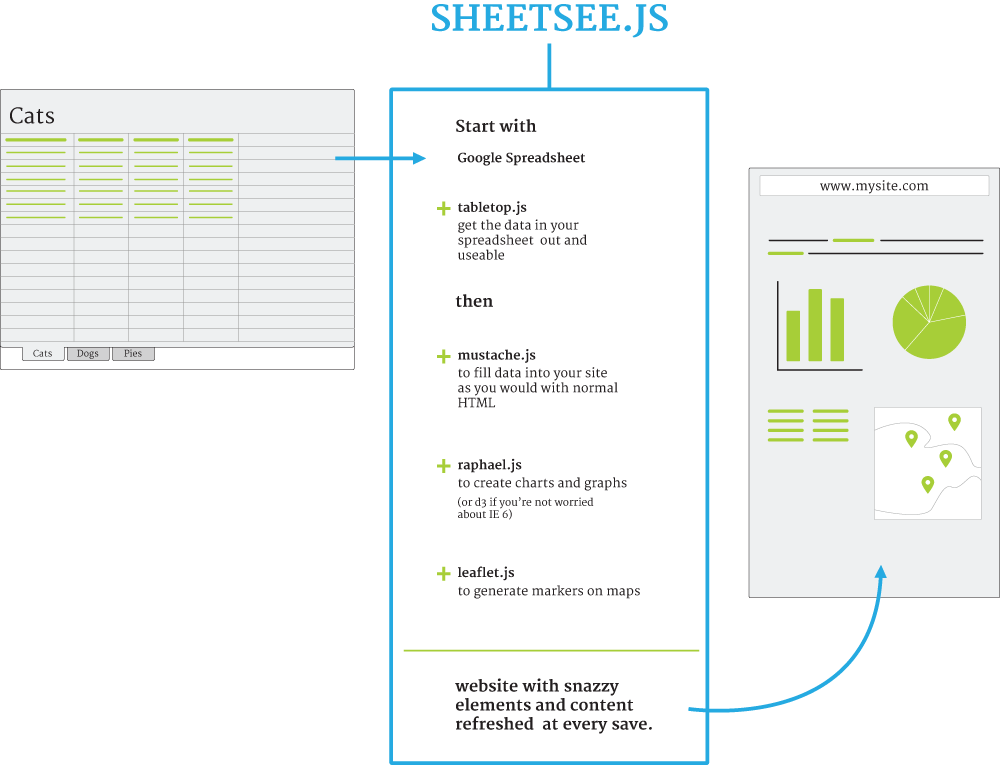 SHEETSEE.JS
Cats
Cats
Dogs
Pies
Start with
Google Spreadsheet
+ tabletop.js
get the data in your
spreadsheet out and
useable
then
+ mustache.js
to fill data into your site
as you would with normal
HTML
+ raphael.js
to create charts and graphs
(or d3 if you're not worried
about IE 6)
+ leaflet.js
to generate markers on maps
website with snazzy
elements and content
refreshed at every save.
www.mysite.com